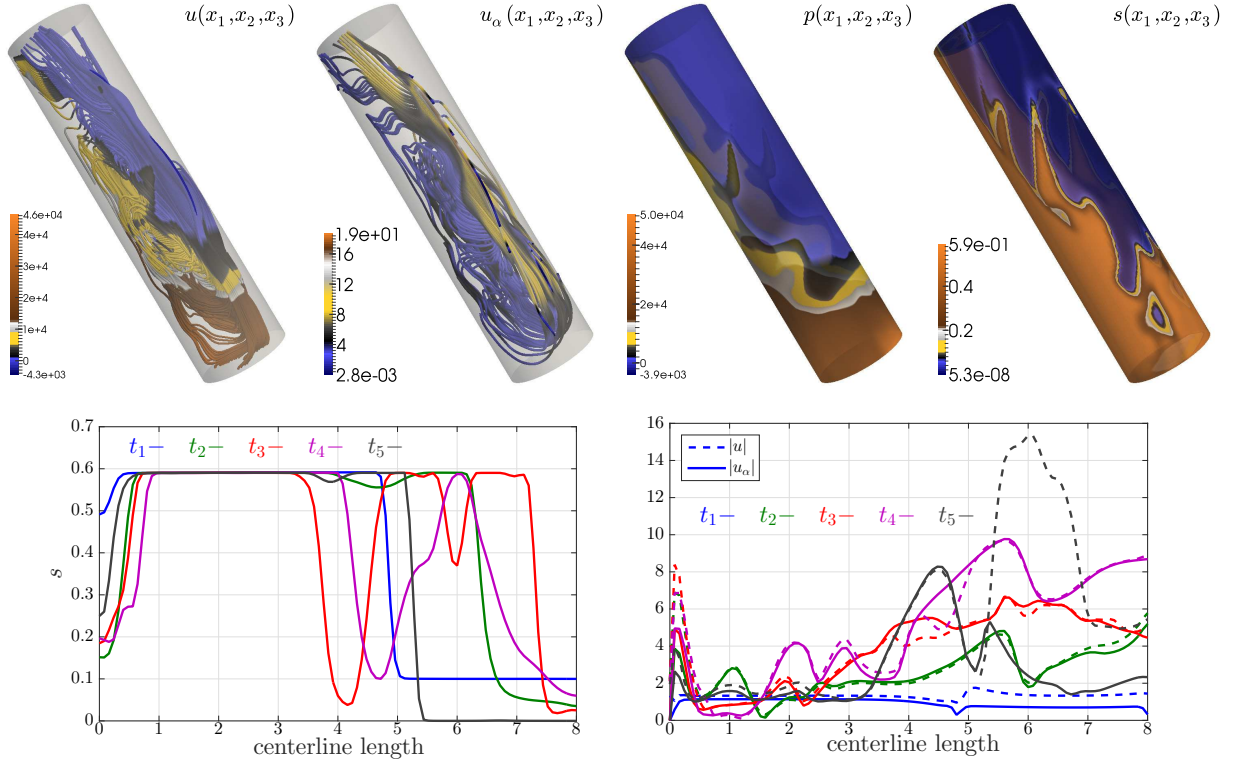 u(x₁,x₂,x₃)
4.6e+04
4e+4
3e+4
2e+4
1e+4
0
-4.3e+03
u_α(x₁,x₂,x₃)
1.9e+01
16
12
8
4
2.8e-03
p(x₁,x₂,x₃)
5.0e+04
4e+4
2e+4
0
-3.9e+03
s(x₁,x₂,x₃)
5.9e-01
0.4
0.2
5.3e-08
0.7
0.6
0.5
0.4
0.3
0.2
0.1
0
s
t₁— t₂— t₃— t₄— t₅—
0 1 2 3 4 5 6 7 8
centerline length
16
14
12
10
8
6
4
2
0
|u|
|u_α|
t₁— t₂— t₃— t₄— t₅—
0 1 2 3 4 5 6 7 8
centerline length